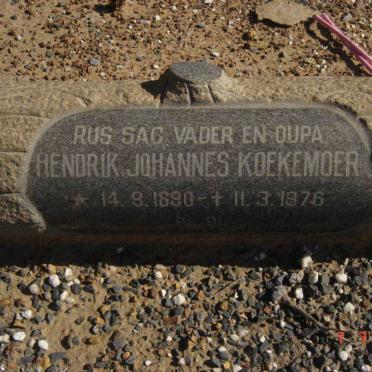 RUS SAG VADER EN OUPA
HENDRIK JOHANNES KOEKEMOER
* 14.9.1890 - † 11.3.1976